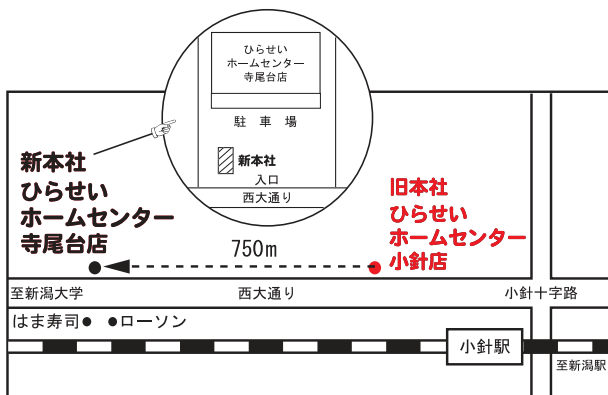 ひらせい
ホームセンター
寺尾台店
駐 車 場
新本社
入口
西大通り
新本社
ひらせい
ホームセンター
寺尾台店
旧本社
ひらせい
ホームセンター
小針店
750m
至新潟大学
西大通り
小針十字路
はま寿司● ●ローソン
小針駅
至新潟駅